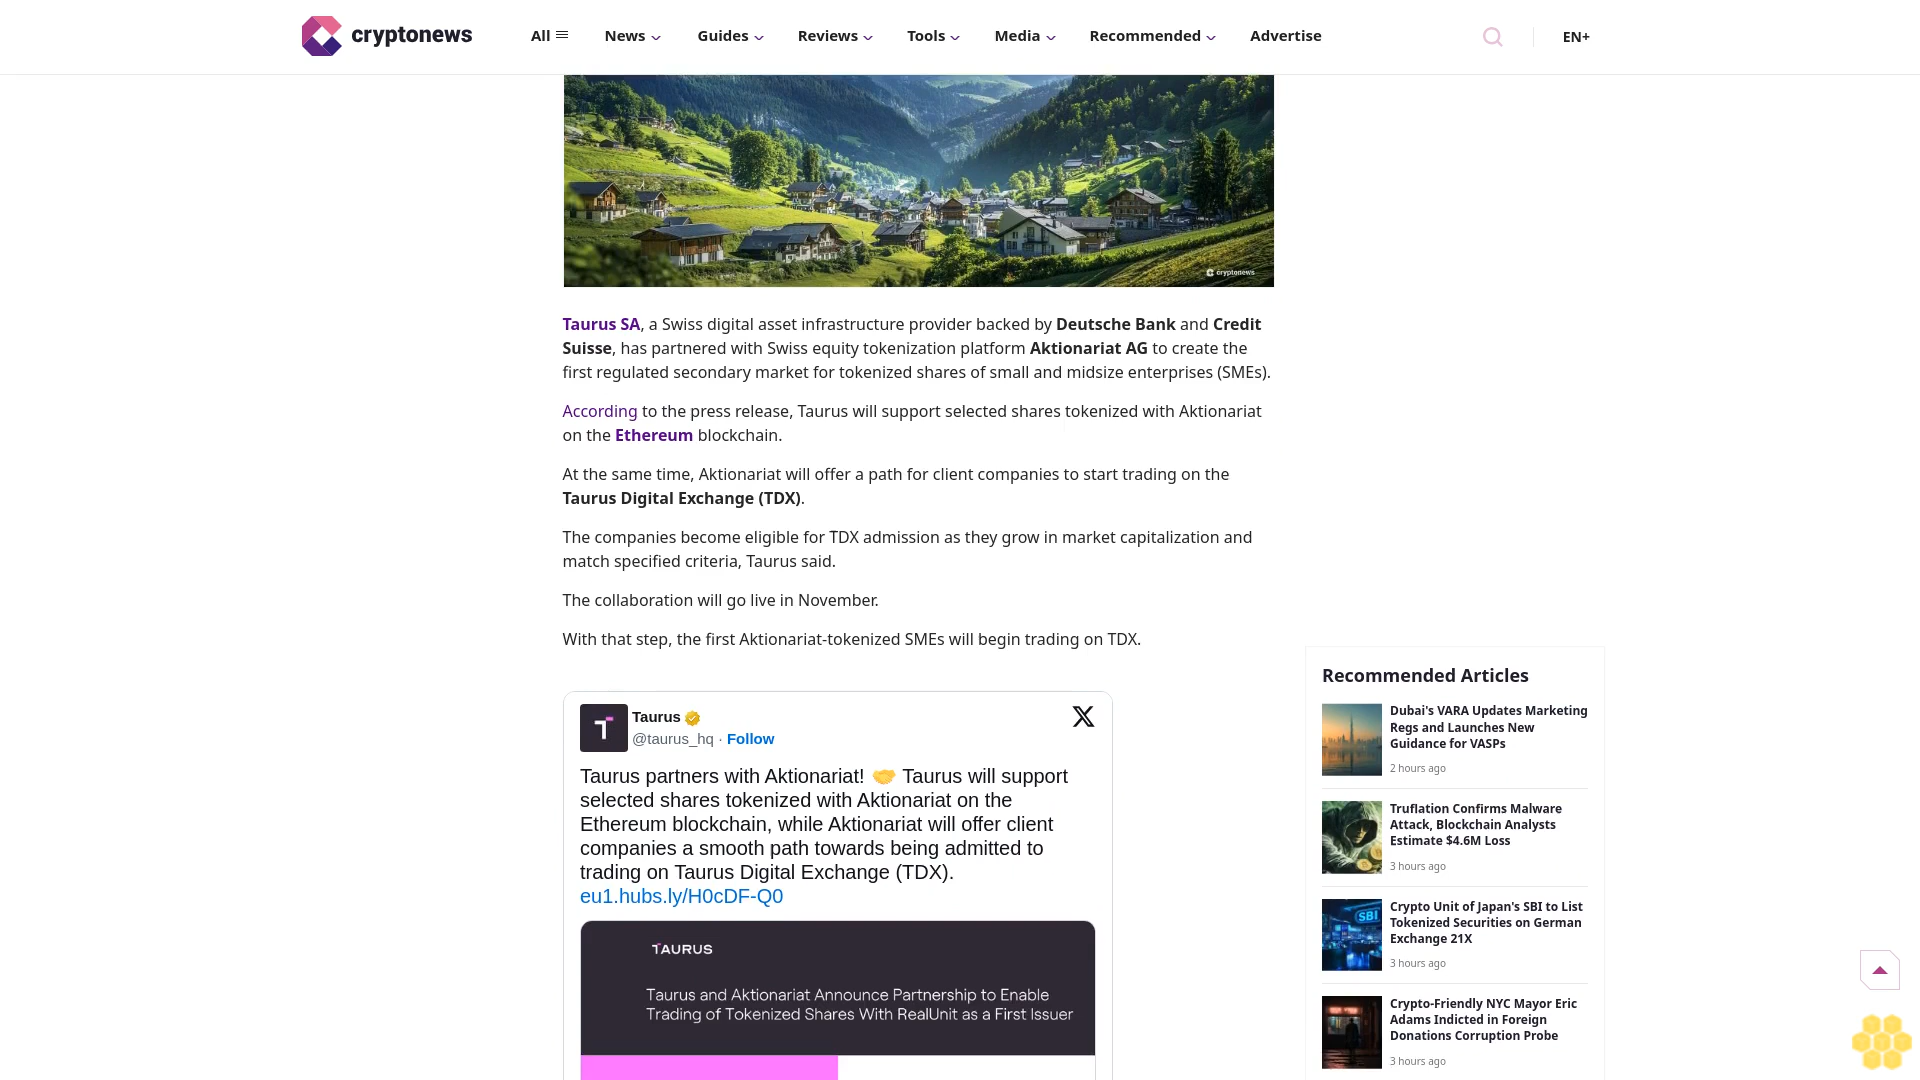 cryptonews
All
News
Guides
Reviews
Tools
Media
Recommended
Advertise
EN+
cryptonews
Taurus SA, a Swiss digital asset infrastructure provider backed by Deutsche Bank and Credit
Suisse, has partnered with Swiss equity tokenization platform Aktionariat AG to create the
first regulated secondary market for tokenized shares of small and midsize enterprises (SMEs).
According to the press release, Taurus will support selected shares tokenized with Aktionariat
on the Ethereum blockchain.
At the same time, Aktionariat will offer a path for client companies to start trading on the
Taurus Digital Exchange (TDX).
The companies become eligible for TDX admission as they grow in market capitalization and
match specified criteria, Taurus said.
The collaboration will go live in November.
With that step, the first Aktionariat-tokenized SMEs will begin trading on TDX.
T
Taurus
@taurus_hq · Follow
Taurus partners with Aktionariat! 🤝 Taurus will support
selected shares tokenized with Aktionariat on the
Ethereum blockchain, while Aktionariat will offer client
companies a smooth path towards being admitted to
trading on Taurus Digital Exchange (TDX).
eu1.hubs.ly/H0cDF-Q0
TAURUS
Taurus and Aktionariat Announce Partnership to Enable
Trading of Tokenized Shares With RealUnit as a First Issuer
Recommended Articles
Dubai's VARA Updates Marketing
Regs and Launches New
Guidance for VASPs
2 hours ago
Truflation Confirms Malware
Attack, Blockchain Analysts
Estimate $4.6M Loss
3 hours ago
SBI
Crypto Unit of Japan's SBI to List
Tokenized Securities on German
Exchange 21X
3 hours ago
Crypto-Friendly NYC Mayor Eric
Adams Indicted in Foreign
Donations Corruption Probe
3 hours ago